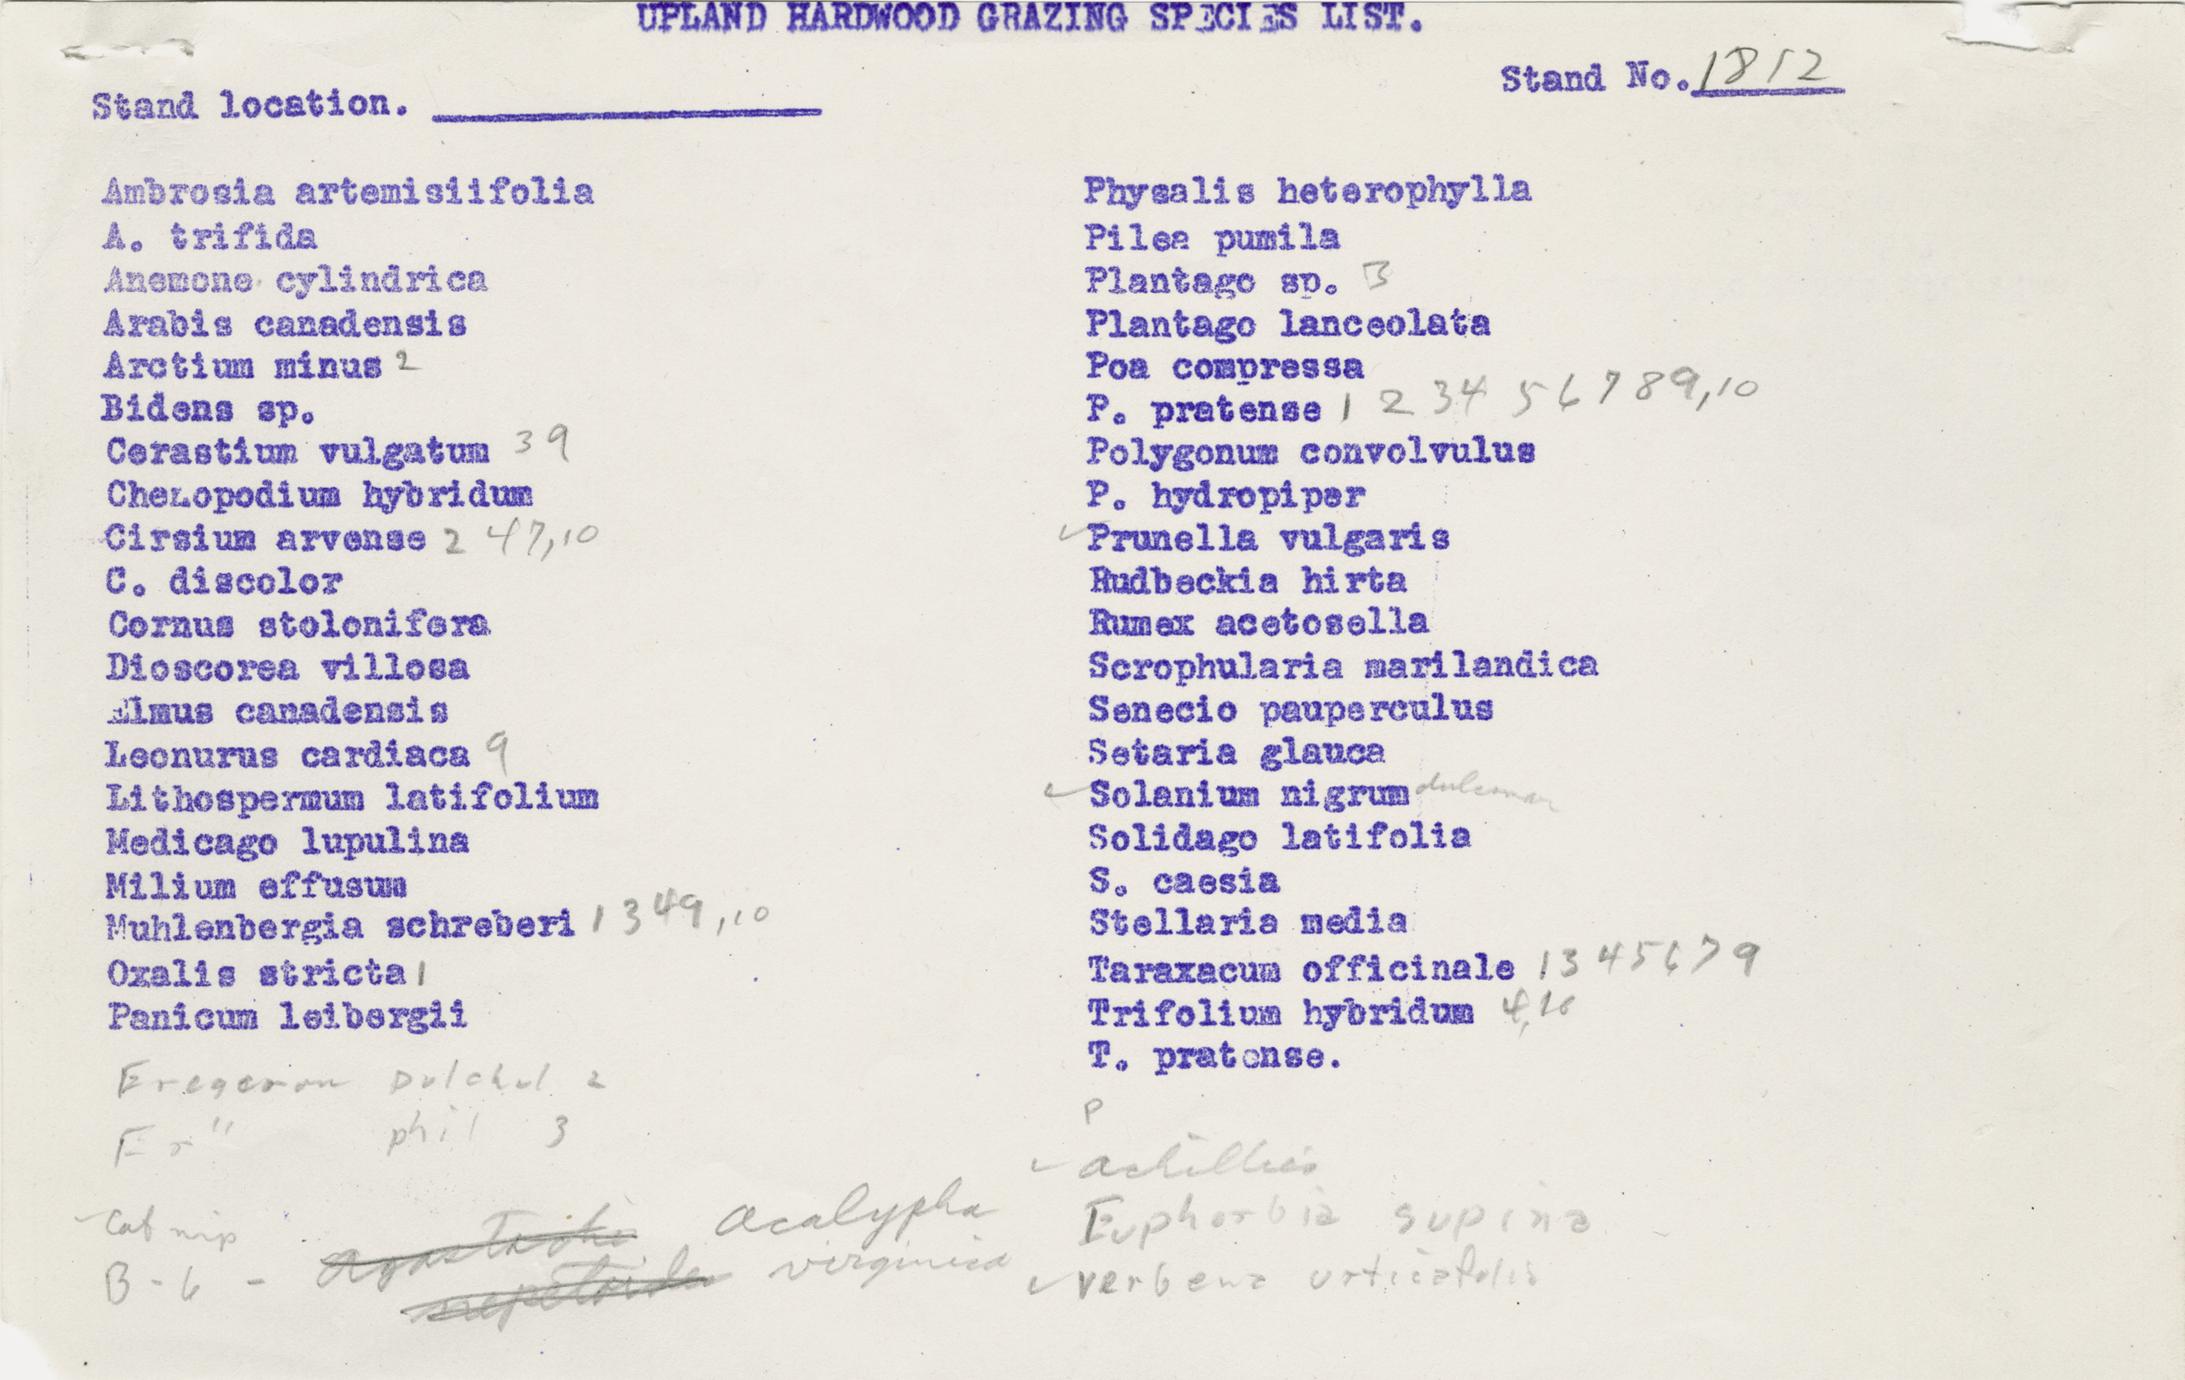 UPLAND HARDWOOD GRAZING SPECIES LIST.
Stand No. 1812
Stand location.
Ambrosia artemisiifolia
A. trifida
Anemone cylindrica
Arabis canadensis
Arctium minus 2
Bidens sp.
Cerastium vulgatum 3 9
Chenopodium hybridum
Cirsium arvense 2 4 7, 10
C. discolor
Cornus stolonifera
Dioscorea villosa
Elmus canadensis
Leonurus cardiaca 9
Lithospermum latifolium
Medicago lupulina
Milium effusum
Muhlenbergia schreberi 1 3 4 9, 10
Oxalis stricta 1
Panicum leibergii
Eregeron pulchul 2
Er " phil 3
✓ Cat nip
B-6 - Agastachi nepetoides Acalypha
virginica
Physalis heterophylla
Pilea pumila
Plantago sp. B
Plantago lanceolata
Poa compressa
P. pratense 1 2 3 4 5 6 7 8 9, 10
Polygonum convolvulus
P. hydropiper
✓ Prunella vulgaris
Rudbeckia hirta
Rumex acetosella
Scrophularia marilandica
Senecio pauperculus
Setaria glauca
✓ Solanium nigrum
Solidago latifolia
S. caesia
Stellaria media
Taraxacum officinale 1 3 4 5 6 7 9
Trifolium hybridum 4, 10
T. pratense.
P
✓ Achillea
Euphorbia supina
✓ Verbena urticifolia